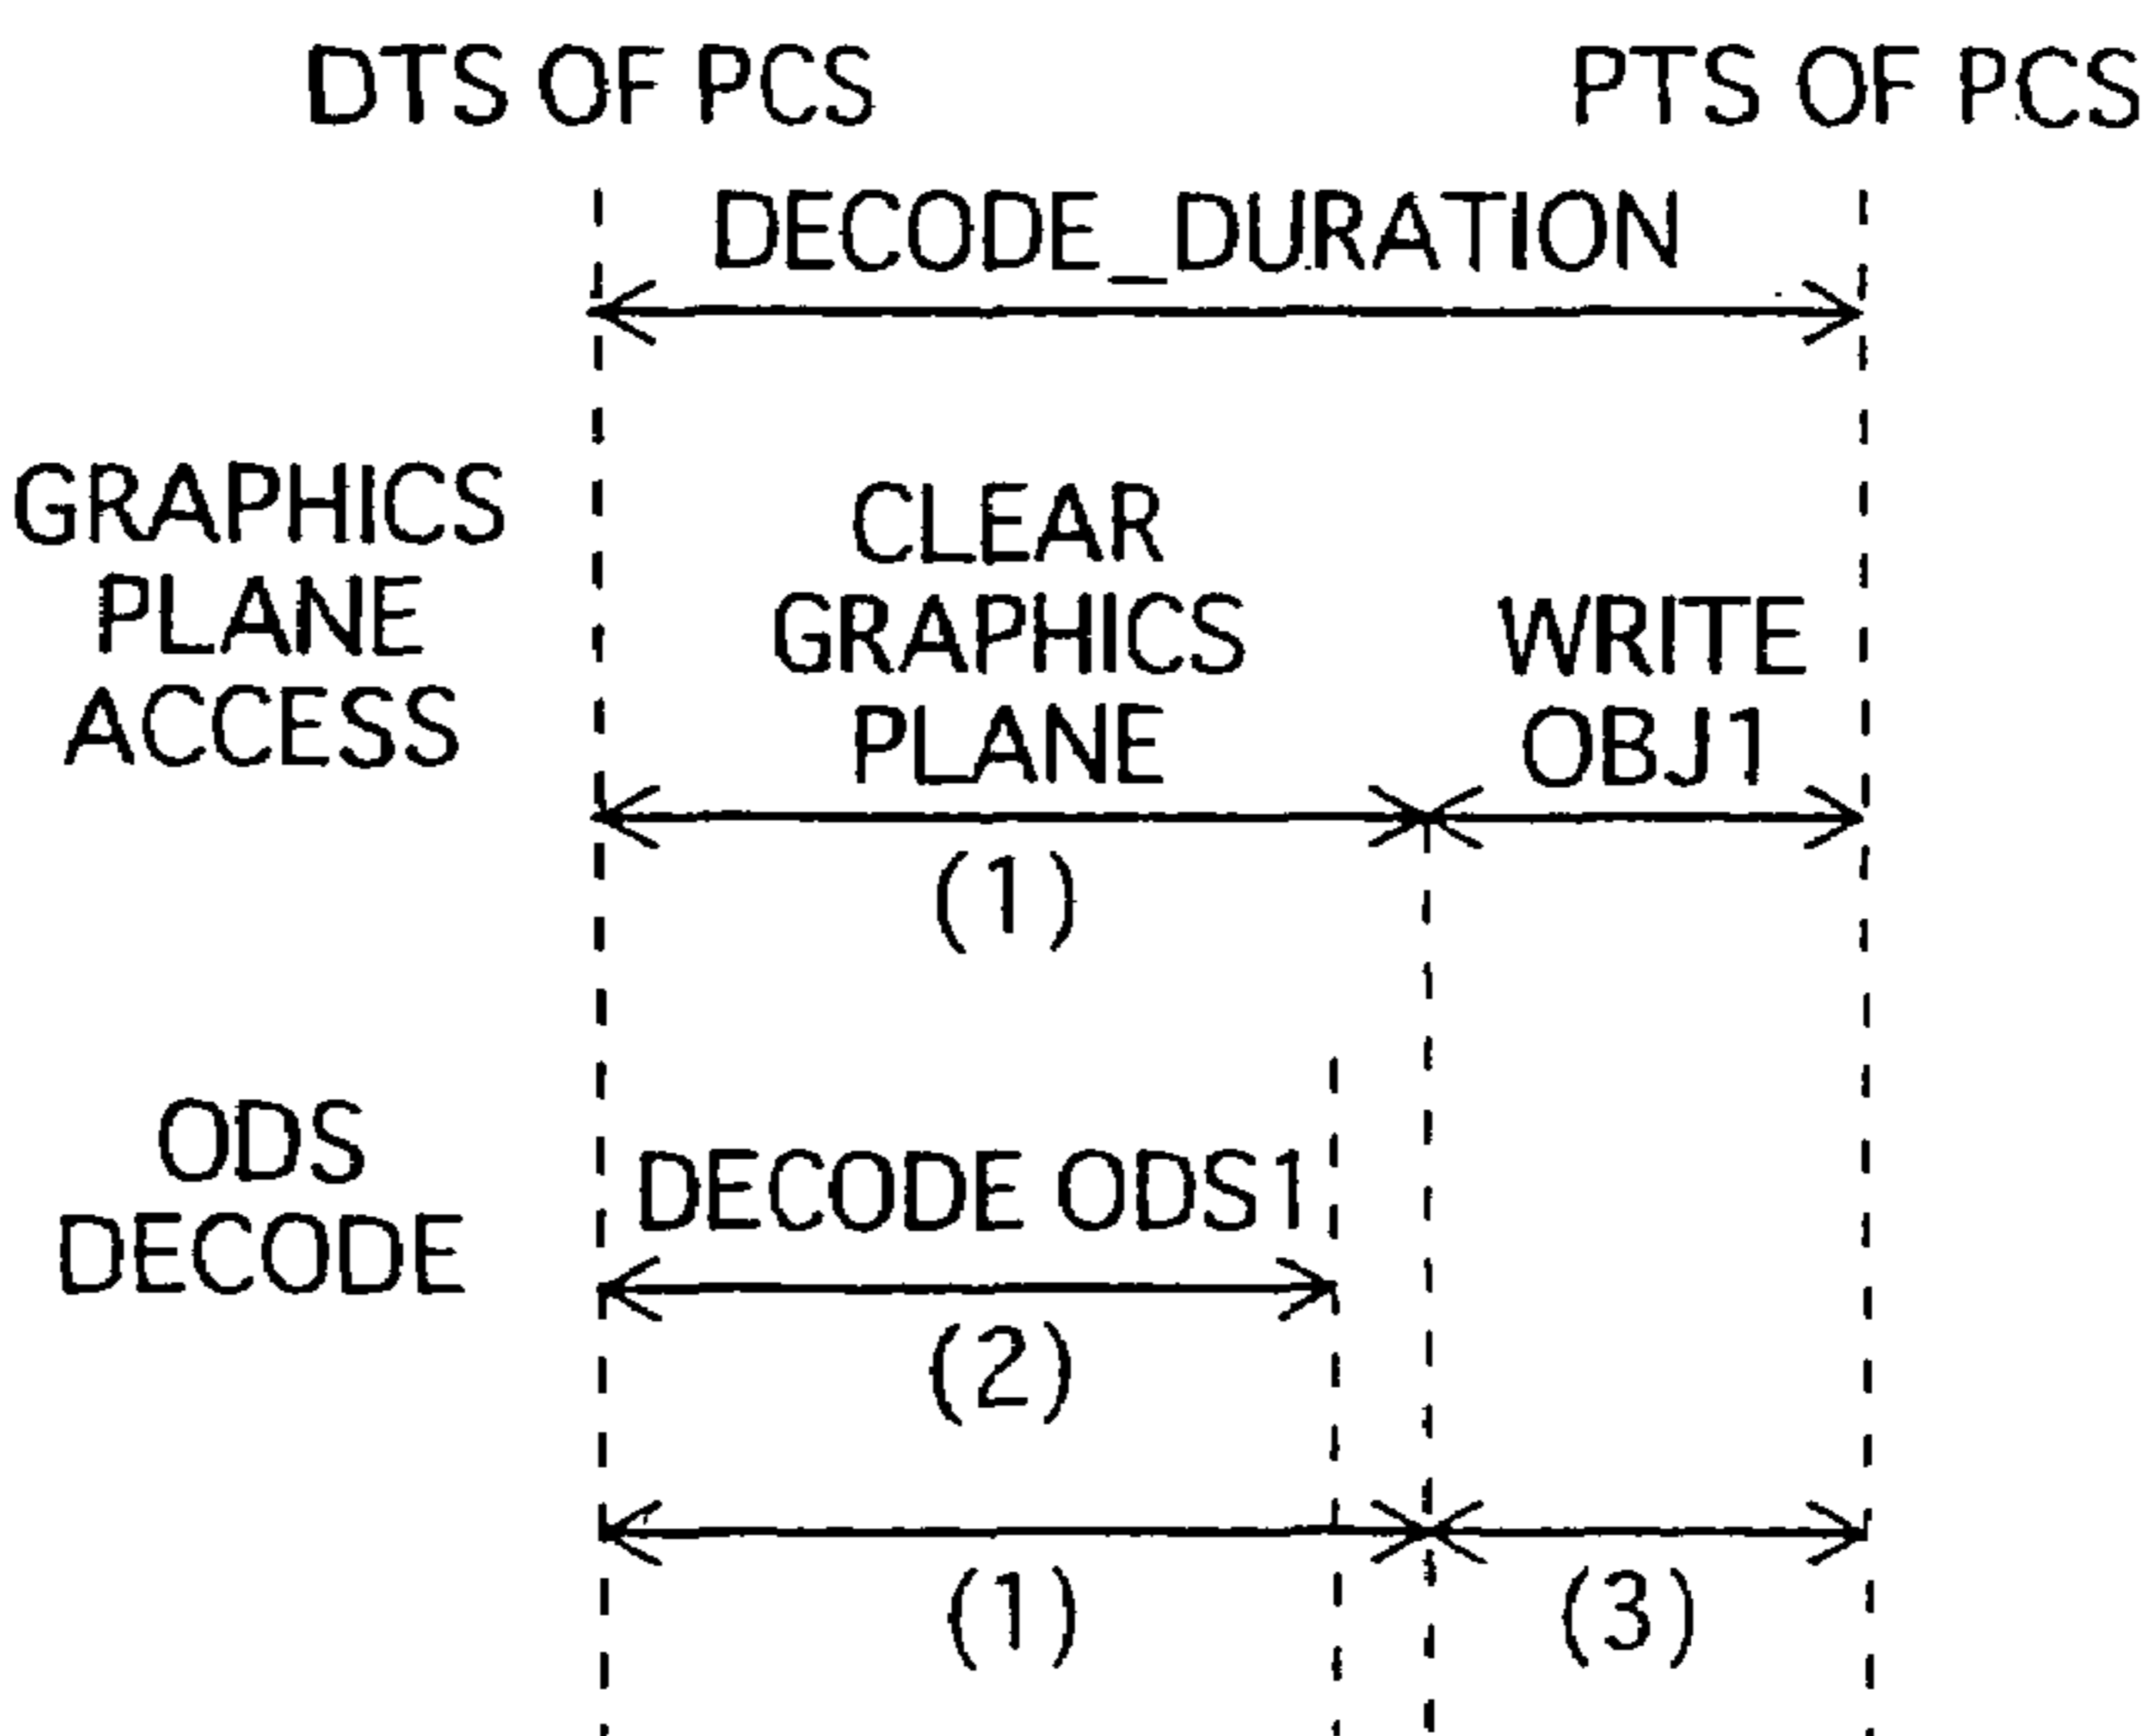 DTS OF PCS
PTS OF PCS
DECODE_DURATION
GRAPHICS
PLANE
ACCESS
CLEAR
GRAPHICS
PLANE
WRITE
OBJ1
(1)
ODS
DECODE
DECODE ODS1
(2)
(1)
(3)